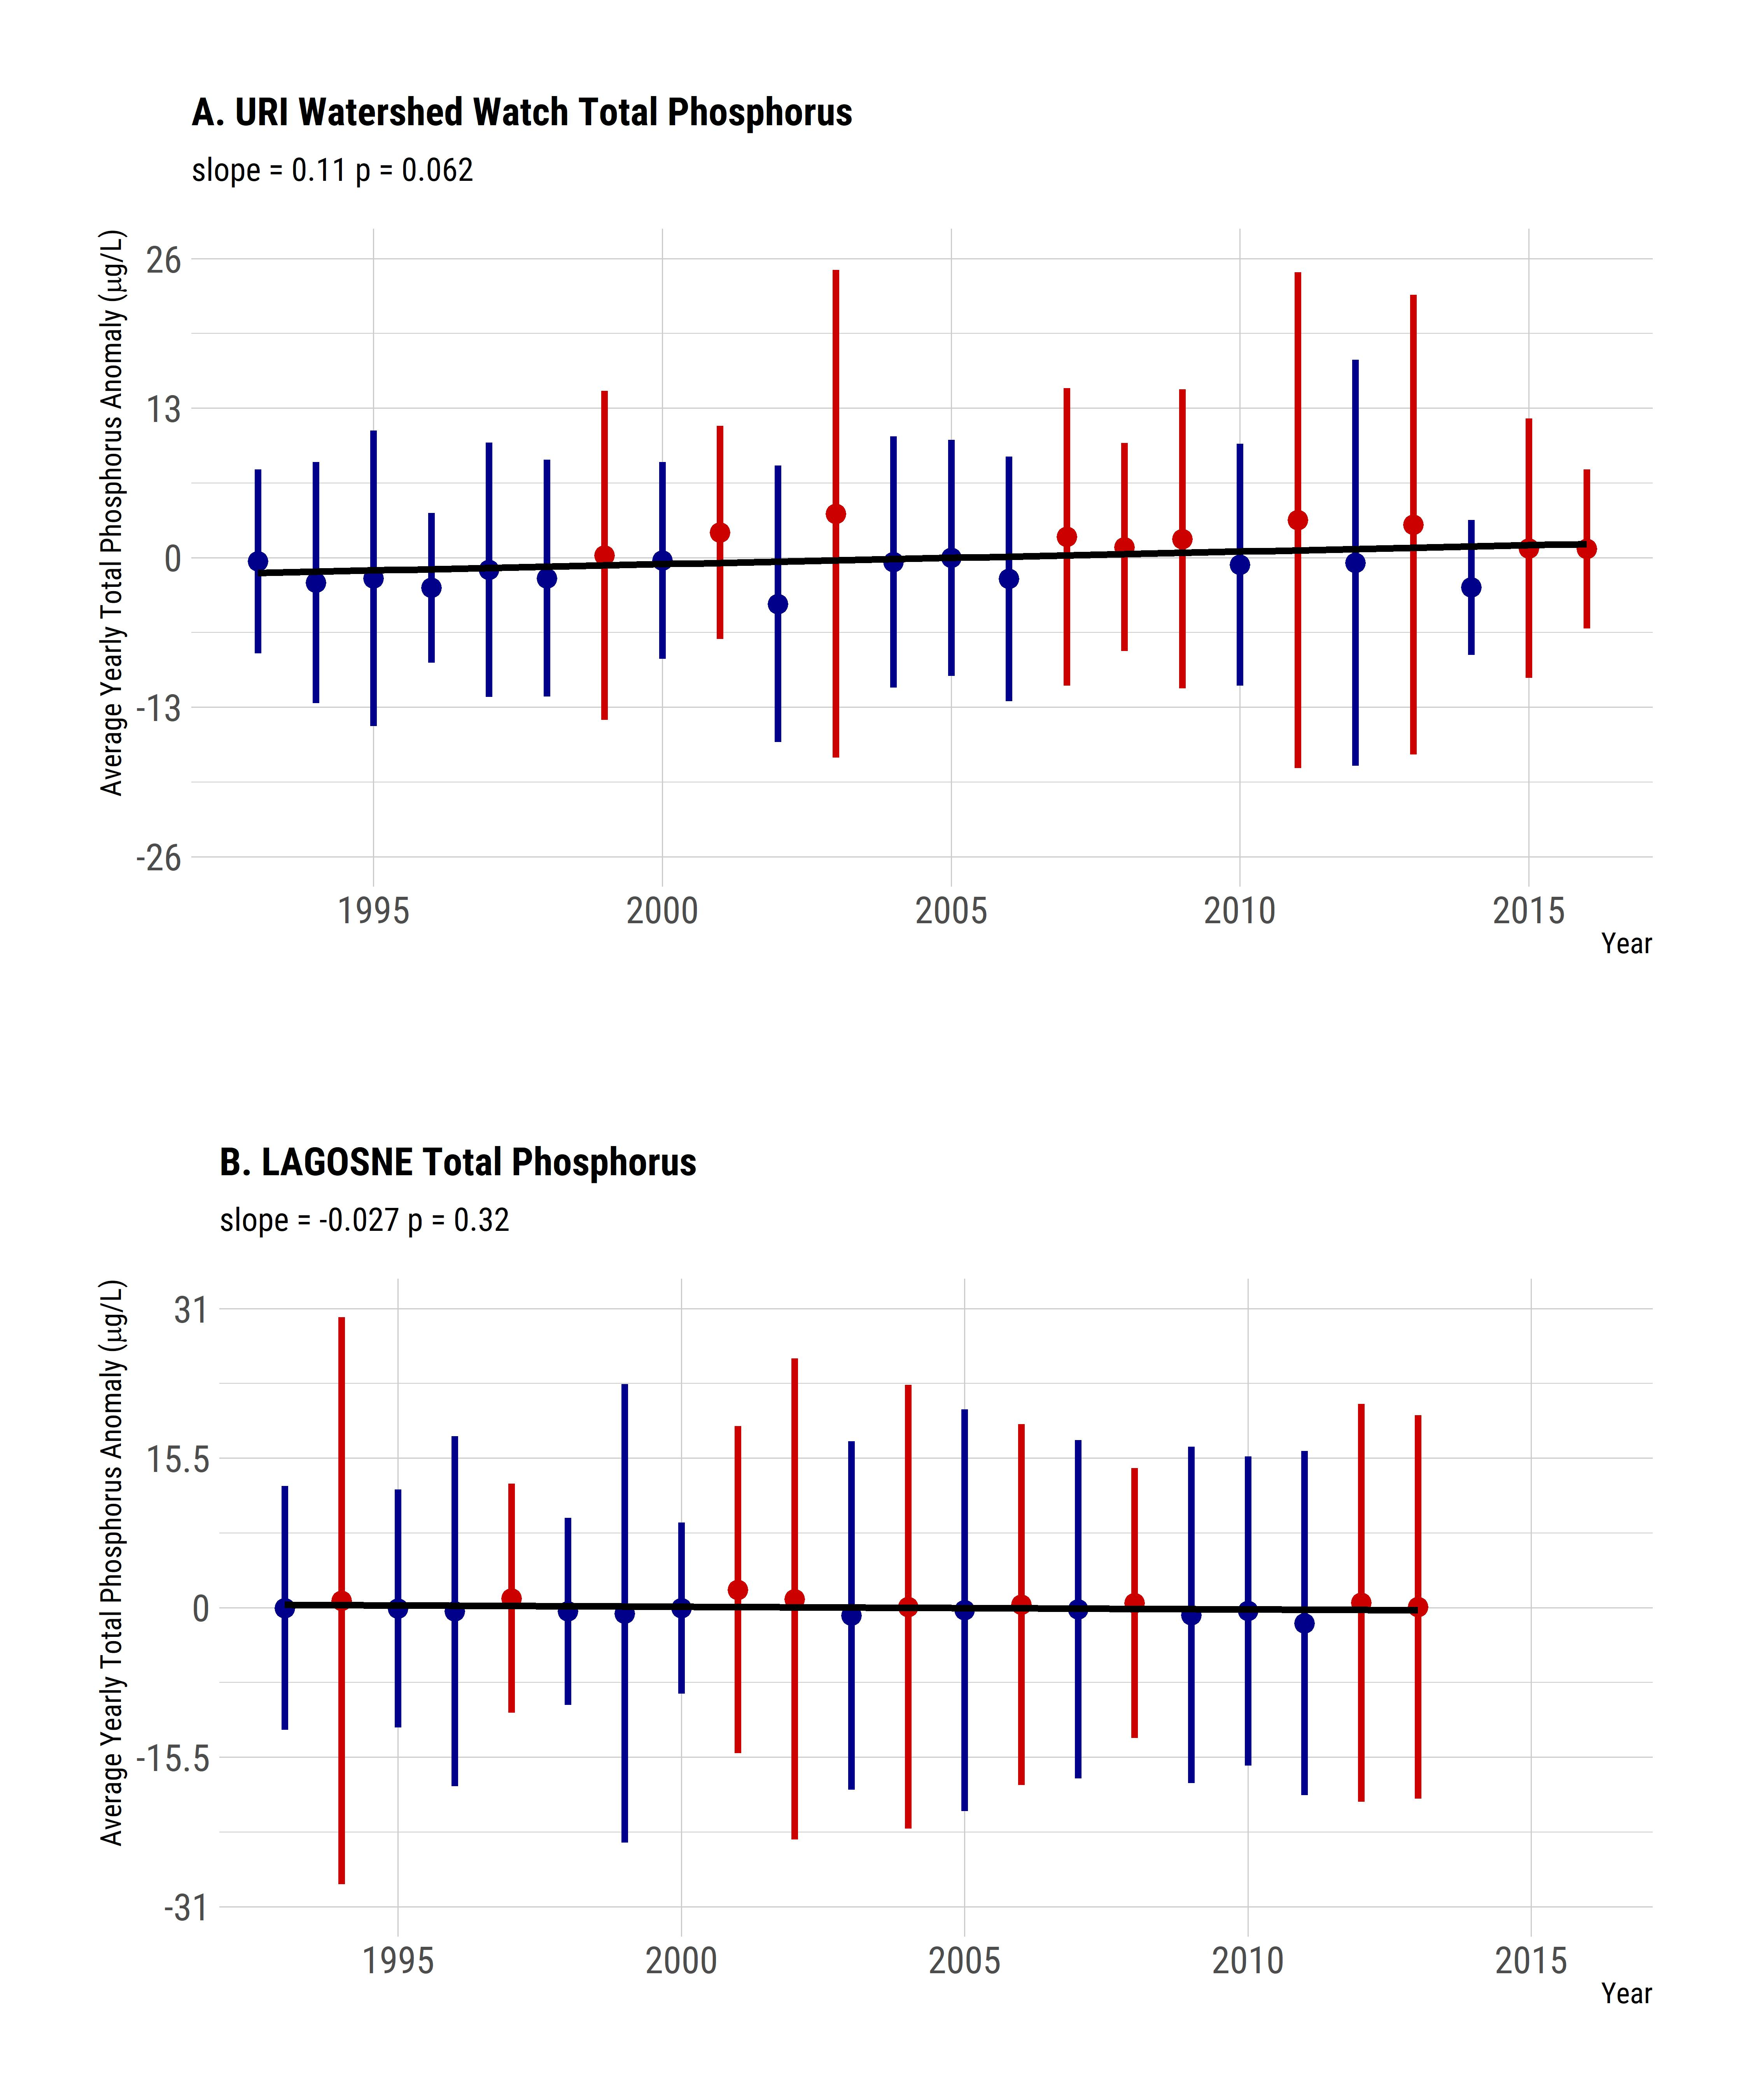 A. URI Watershed Watch Total Phosphorus
slope = 0.11 p = 0.062
Average Yearly Total Phosphorus Anomaly (µg/L)
26
13
0
-13
-26
1995 2000 2005 2010 2015
Year
B. LAGOSNE Total Phosphorus
slope = -0.027 p = 0.32
Average Yearly Total Phosphorus Anomaly (µg/L)
31
15.5
0
-15.5
-31
1995 2000 2005 2010 2015
Year